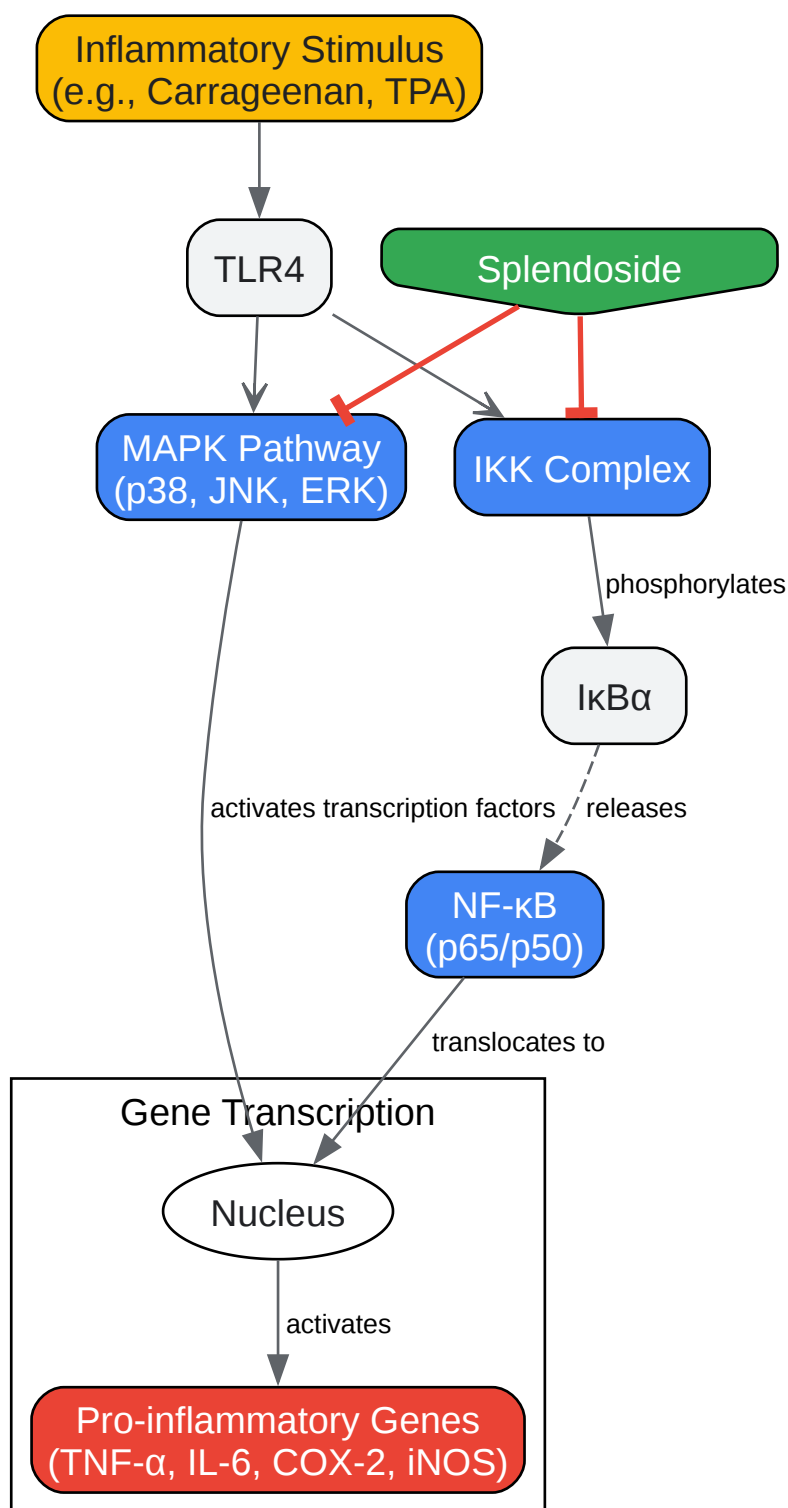 Inflammatory Stimulus
(e.g., Carrageenan, TPA)
TLR4
Splendoside
MAPK Pathway
(p38, JNK, ERK)
IKK Complex
phosphorylates
IκBα
activates transcription factors
releases
NF-κB
(p65/p50)
translocates to
Gene Transcription
Nucleus
activates
Pro-inflammatory Genes
(TNF-α, IL-6, COX-2, iNOS)